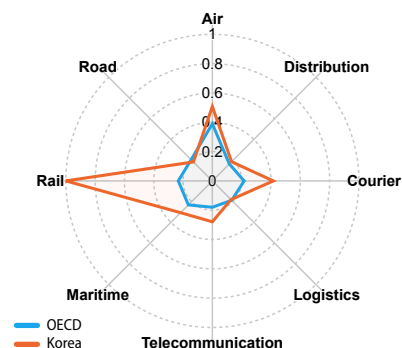 Air
1
Road
Distribution
0.8
0.6
0.4
0.2
Rail
0
Courier
Maritime
Logistics
OECD
Korea
Telecommunication